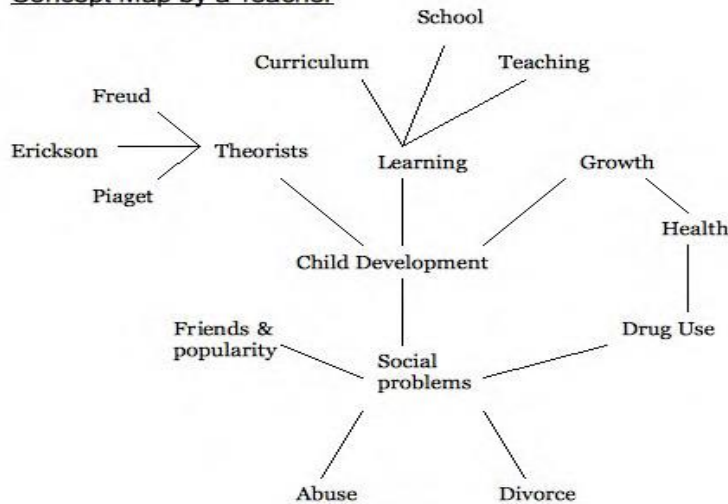 Concept Map by a Teacher
School
Curriculum
Teaching
Freud
Erickson
Theorists
Learning
Growth
Piaget
Health
Child Development
Friends &
popularity
Drug Use
Social
problems
Abuse
Divorce